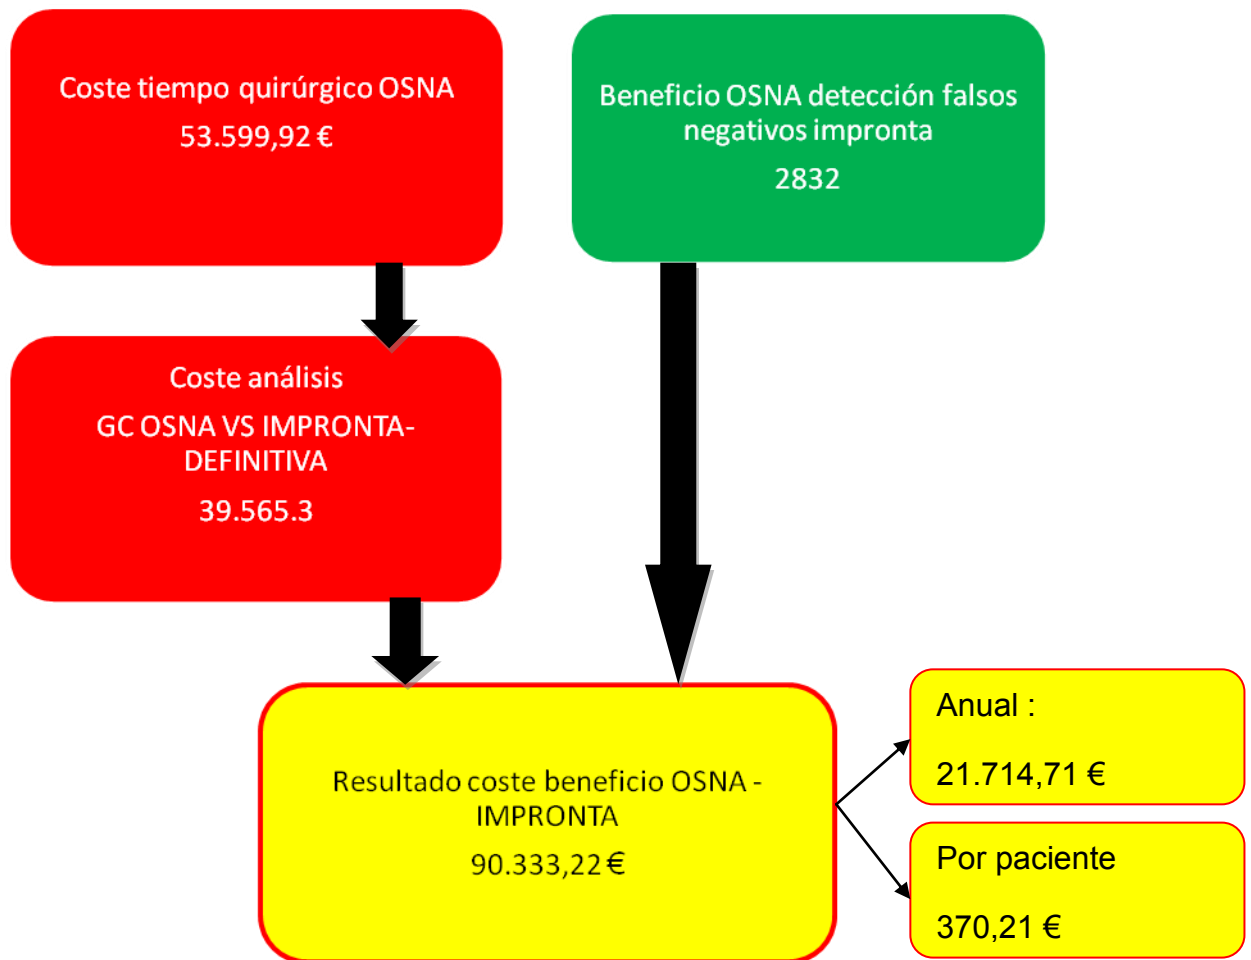 Coste tiempo quirúrgico OSNA
53.599,92 €
Beneficio OSNA detección falsos
negativos impronta
2832
Coste análisis
GC OSNA VS IMPRONTA-
DEFINITIVA
39.565.3
Resultado coste beneficio OSNA -
IMPRONTA
90.333,22 €
Anual :
21.714,71 €
Por paciente
370,21 €